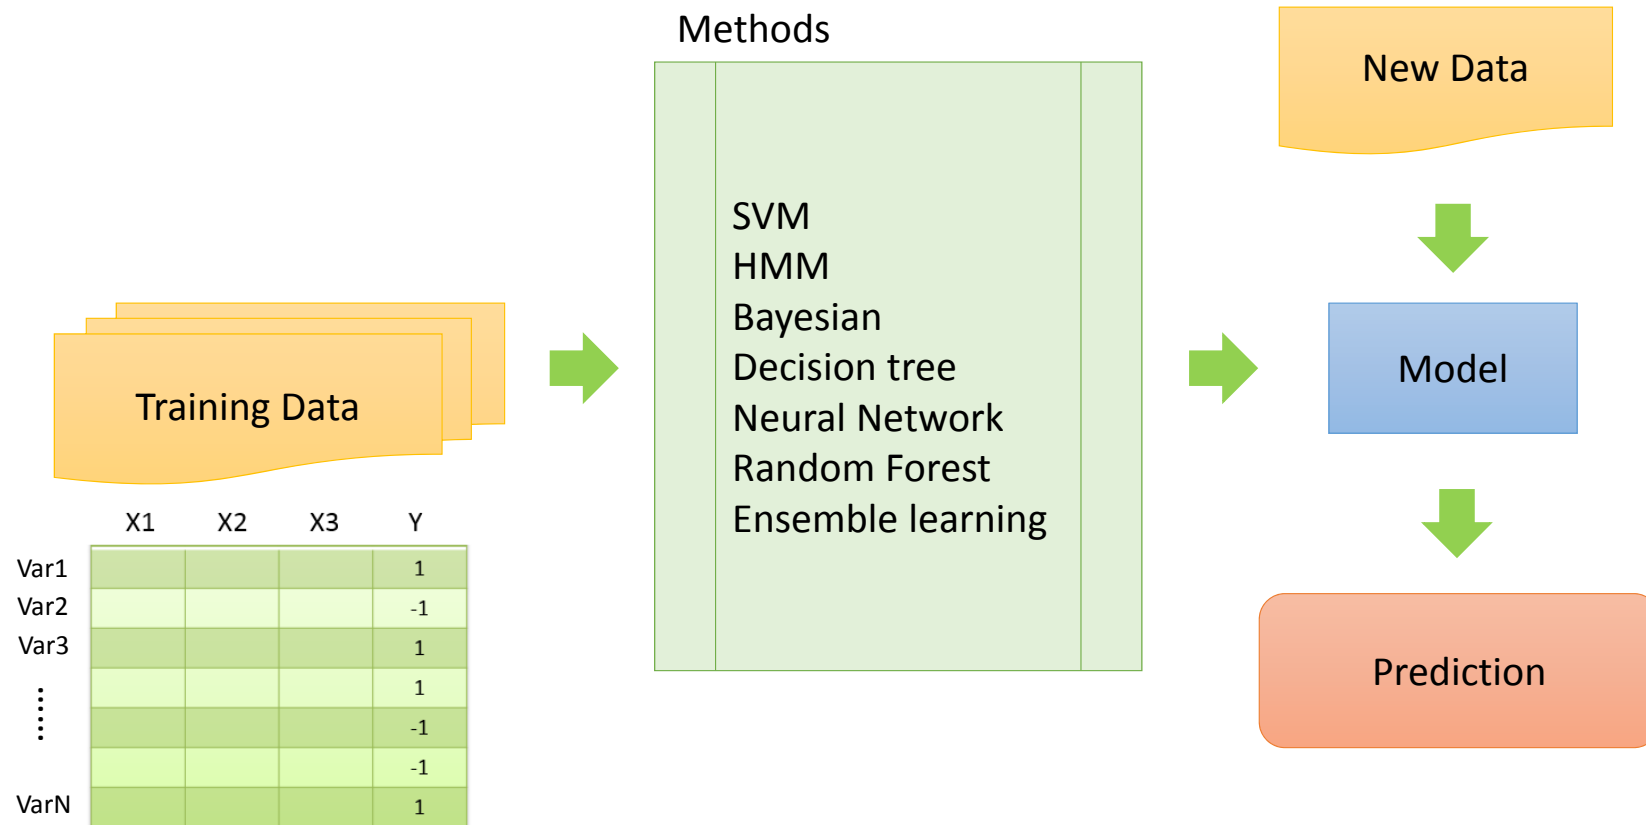 Methods
New Data
SVM
HMM
Bayesian
Decision tree
Neural Network
Random Forest
Ensemble learning
Training Data
Model
Prediction
X1 X2 X3 Y
Var1 1
Var2 -1
Var3 1
1
-1
-1
VarN 1